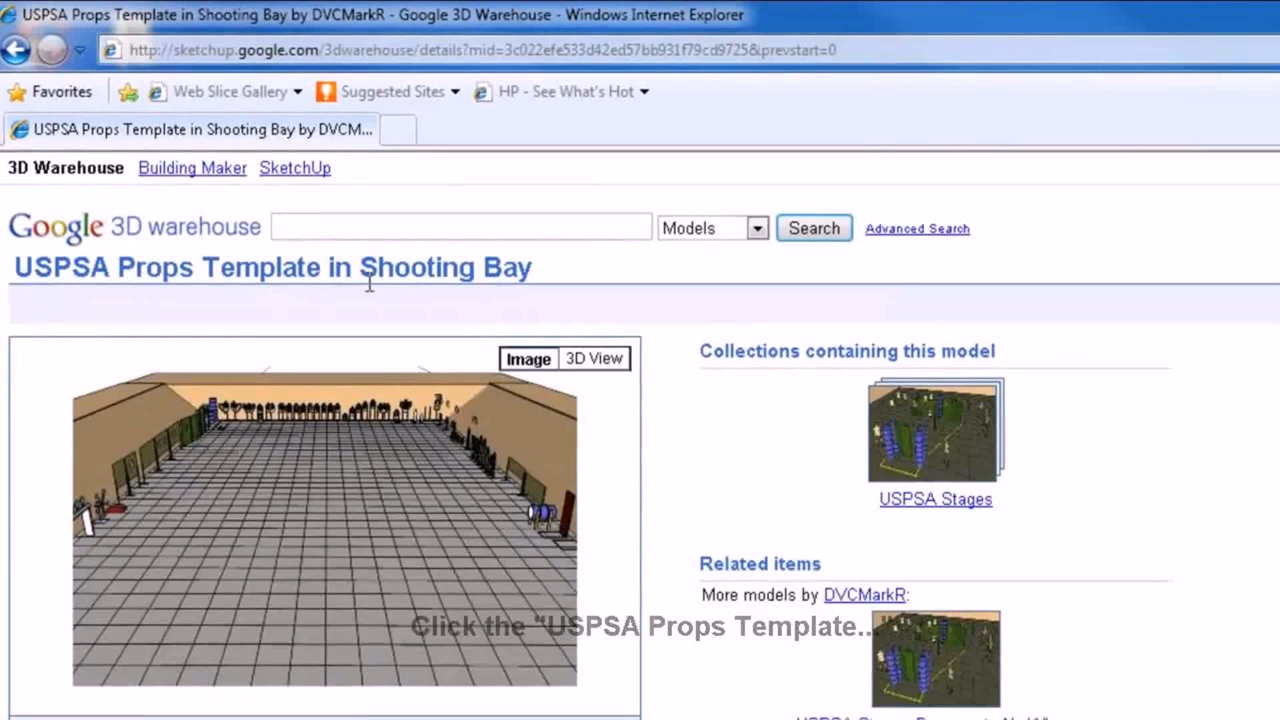 USPSA Props Template in Shooting Bay by DVCMarkR - Google 3D Warehouse - Windows Internet Explorer
http://sketchup.google.com/3dwarehouse/details?mid=3c022efe533d42ed57bb931f79cd9725&prevstart=0
Favorites Web Slice Gallery Suggested Sites HP - See What's Hot
USPSA Props Template in Shooting Bay by DVCM...
3D Warehouse Building Maker SketchUp
Google 3D warehouse Models Search Advanced Search
USPSA Props Template in Shooting Bay
Image 3D View
Collections containing this model
USPSA Stages
Related items
More models by DVCMarkR:
Click the "USPSA Props Template...